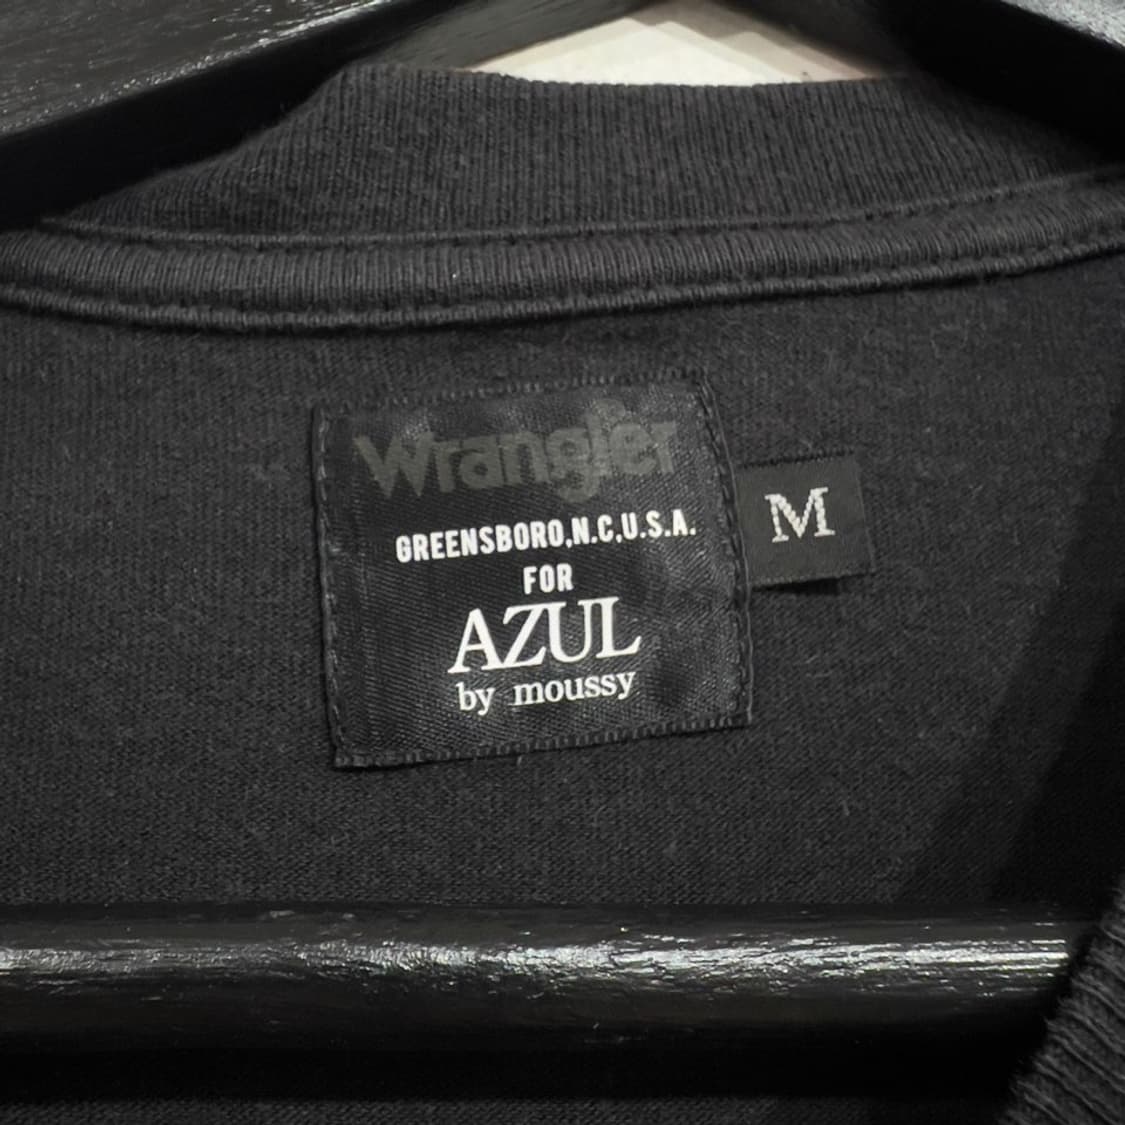 Wrangler
GREENSBORO,N.C,U.S.A.
FOR
AZUL
by moussy
M